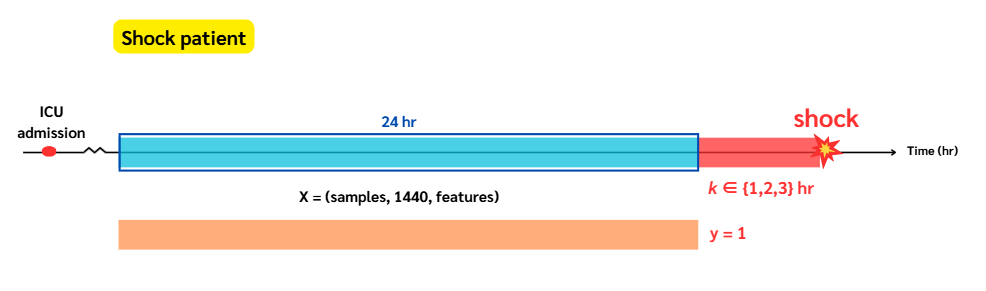 Shock patient
ICU
admission
24 hr
shock
Time (hr)
k ∈ {1,2,3} hr
X = (samples, 1440, features)
y = 1